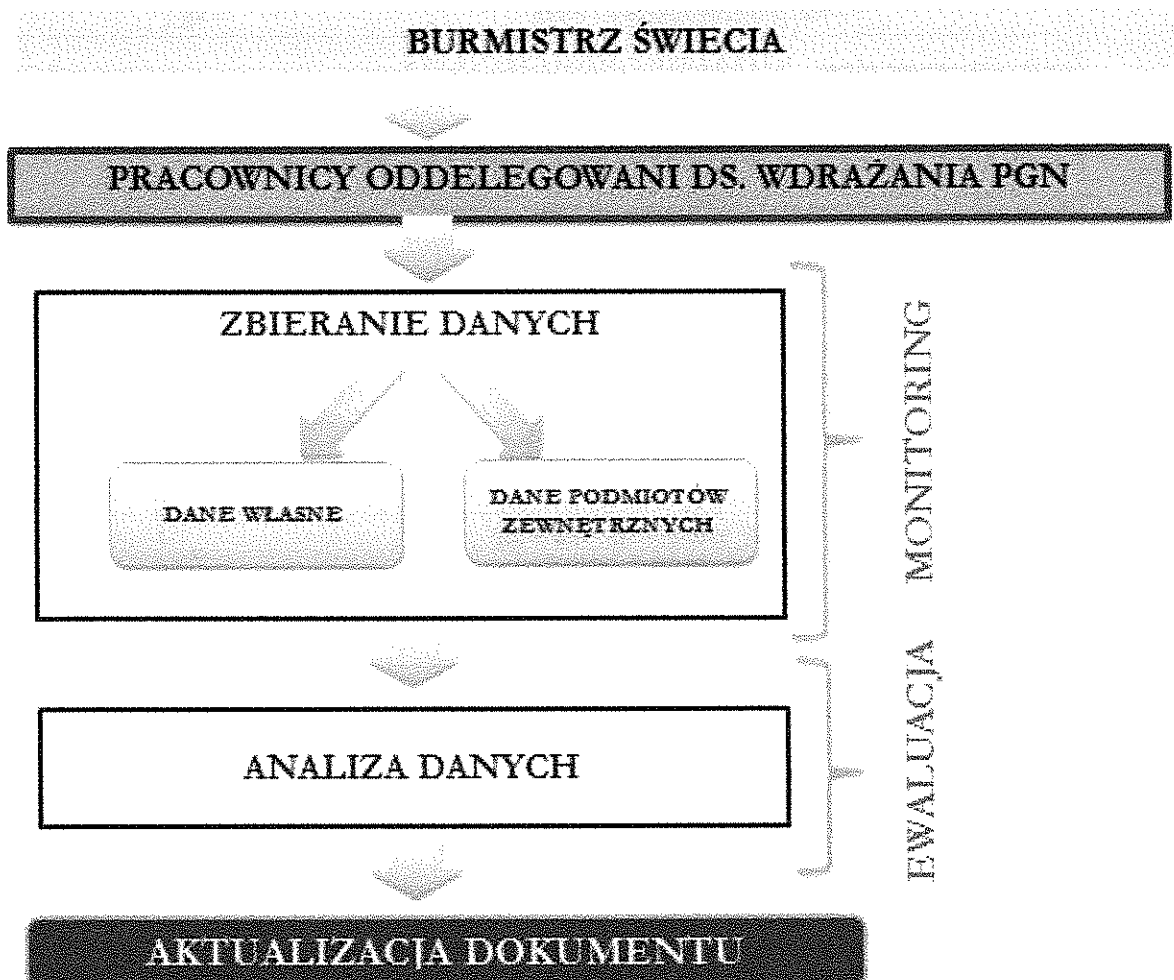 BURMISTRZ ŚWIECIA
PRACOWNICY ODDELEGOWANI DS. WDRAŻANIA PGN
ZBIERANIE DANYCH
DANE WŁASNE
DANE PODMIOTÓW
ZEWNĘTRZNYCH
MONITORING
ANALIZA DANYCH
EWALUACJA
AKTUALIZACJA DOKUMENTU